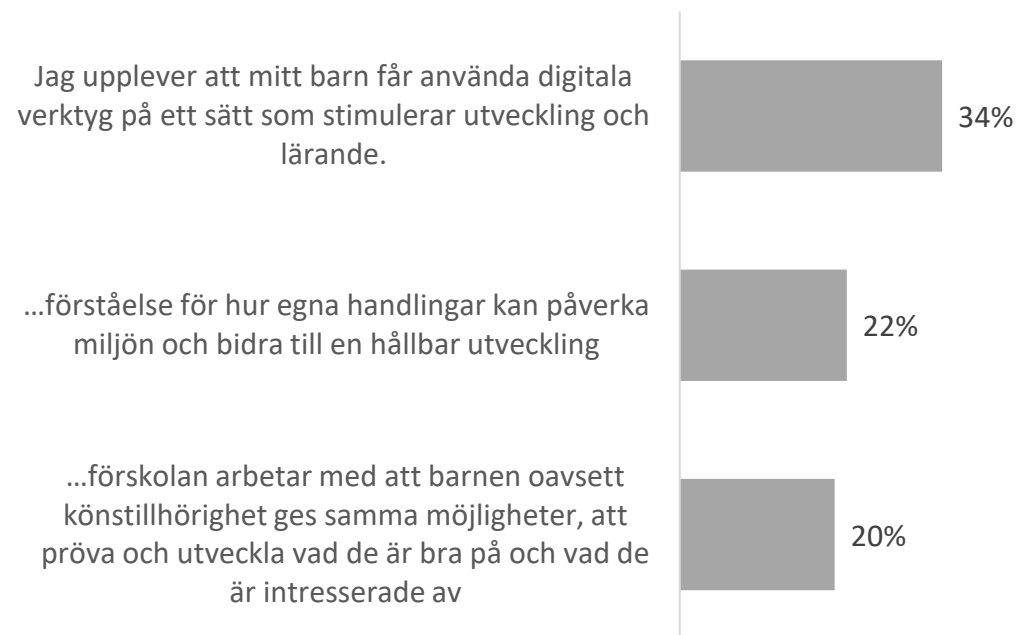 Jag upplever att mitt barn får använda digitala
verktyg på ett sätt som stimulerar utveckling och
lärande.
34%
…förståelse för hur egna handlingar kan påverka
miljön och bidra till en hållbar utveckling
22%
…förskolan arbetar med att barnen oavsett
könstillhörighet ges samma möjligheter, att
pröva och utveckla vad de är bra på och vad de
är intresserade av
20%